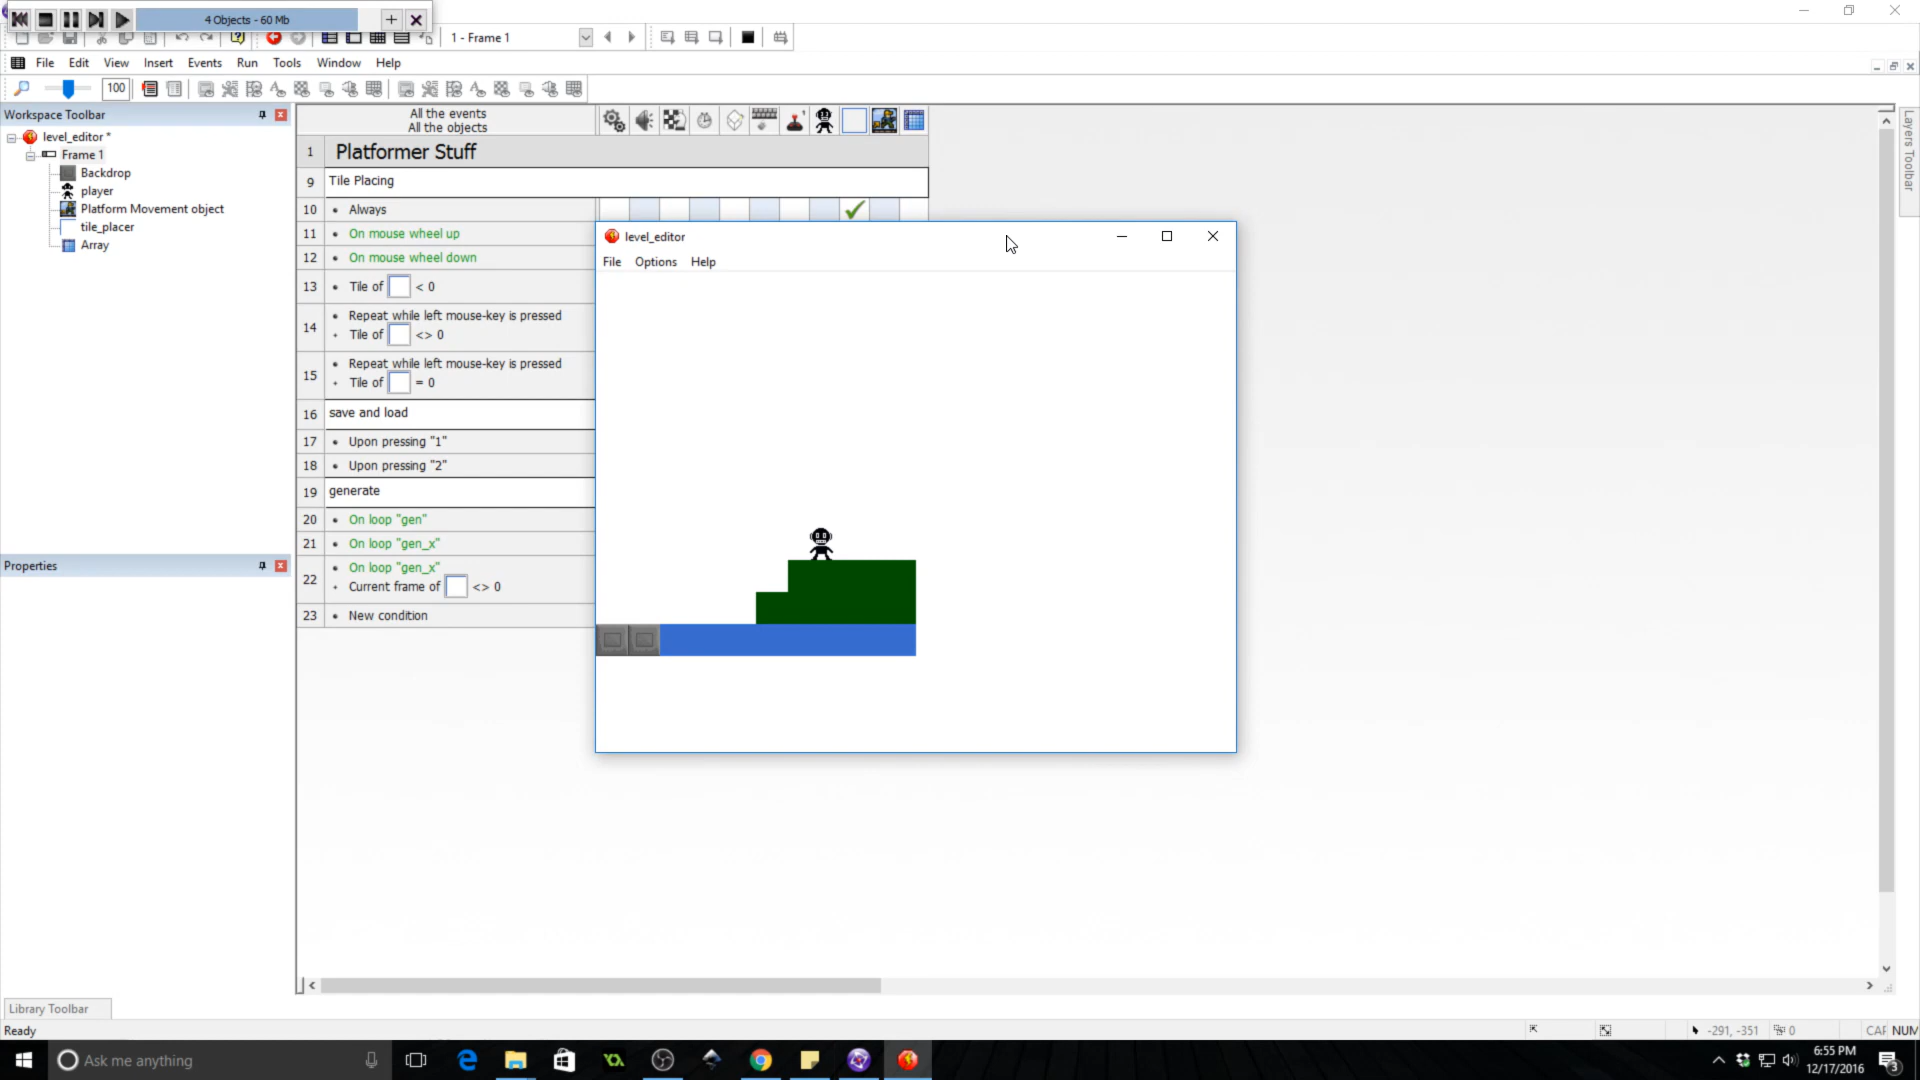 4 Objects - 60 Mb
1 - Frame 1
File Edit View Insert Events Run Tools Window Help
100
Workspace Toolbar
level_editor *
Frame 1
Backdrop
player
Platform Movement object
tile_placer
Array
Properties
Library Toolbar
Ready
All the events
All the objects
1 Platformer Stuff
9 Tile Placing
10 Always
11 On mouse wheel up
12 On mouse wheel down
13 Tile of < 0
14 Repeat while left mouse-key is pressed
Tile of <> 0
15 Repeat while left mouse-key is pressed
Tile of = 0
16 save and load
17 Upon pressing "1"
18 Upon pressing "2"
19 generate
20 On loop "gen"
21 On loop "gen_x"
22 On loop "gen_x"
Current frame of <> 0
23 New condition
level_editor
File Options Help
Layers Toolbar
-291, -351
0
CAP NUM
Ask me anything
6:55 PM
12/17/2016
3